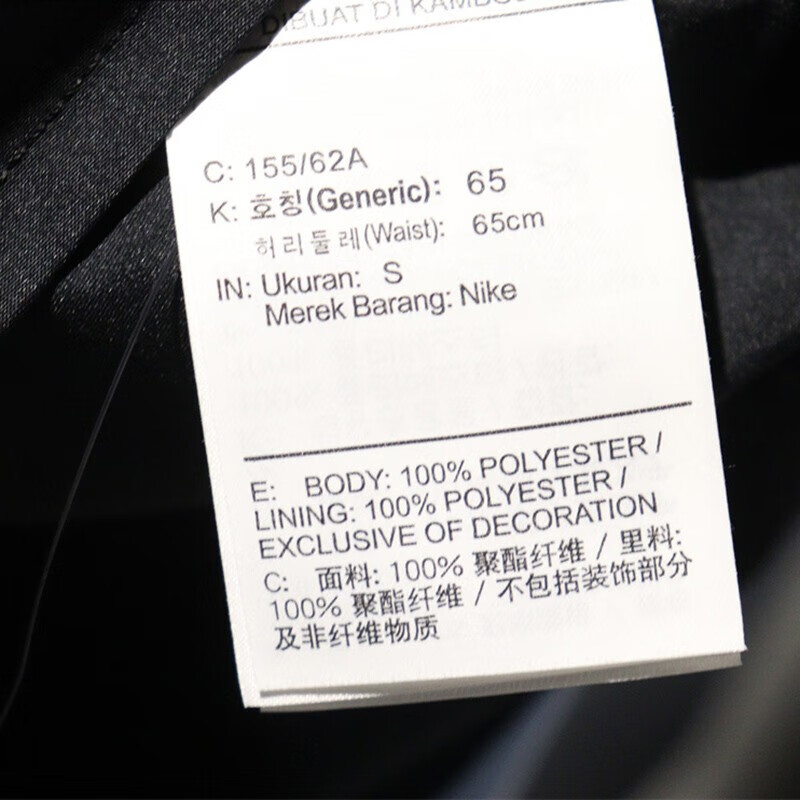 DIBUAT DI
C: 155/62A
K: 호칭(Generic): 65
허리둘레(Waist): 65cm
IN: Ukuran: S
Merek Barang: Nike
E: BODY: 100% POLYESTER /
LINING: 100% POLYESTER /
EXCLUSIVE OF DECORATION
C: 面料: 100% 聚酯纤维 / 里料:
100% 聚酯纤维 / 不包括装饰部分
及非纤维物质